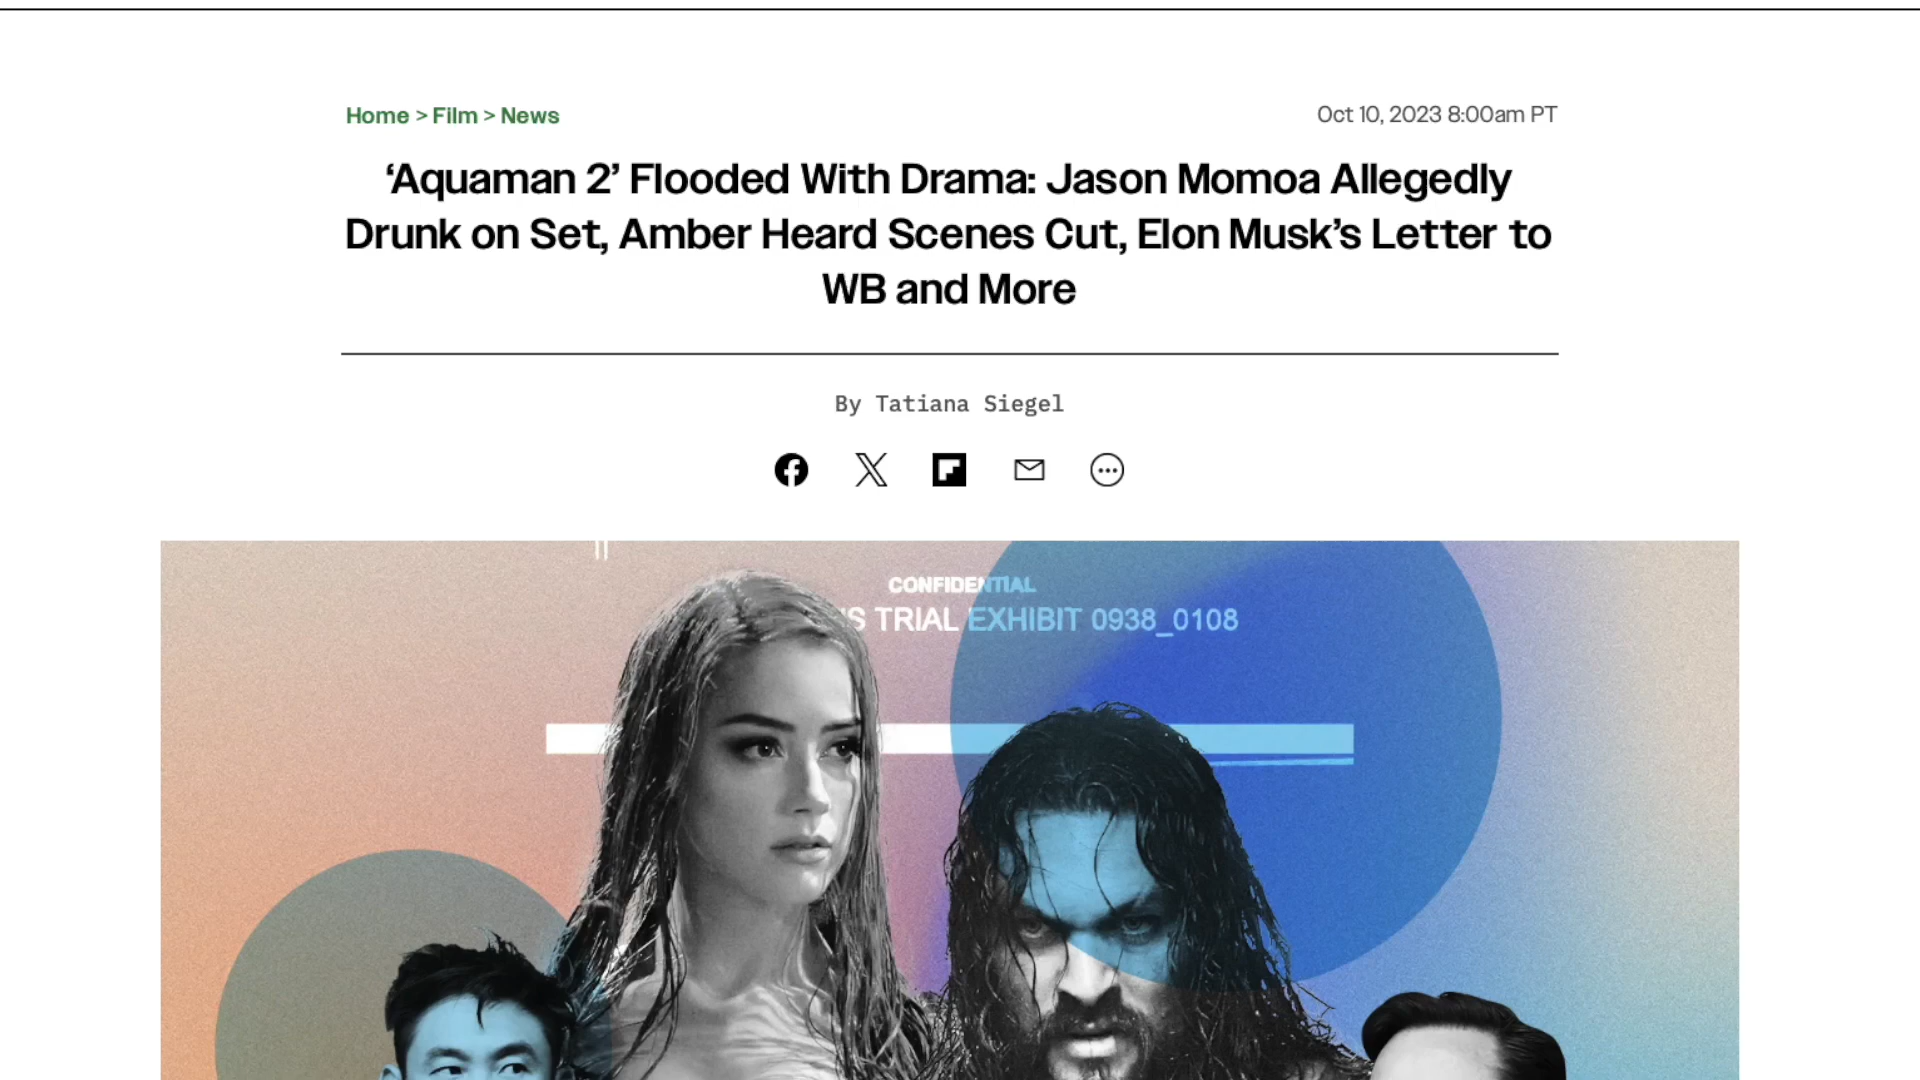 Home > Film > News
Oct 10, 2023 8:00am PT
‘Aquaman 2’ Flooded With Drama: Jason Momoa Allegedly
Drunk on Set, Amber Heard Scenes Cut, Elon Musk’s Letter to
WB and More
By Tatiana Siegel
CONFIDENTIAL
'S TRIAL EXHIBIT 0938_0108